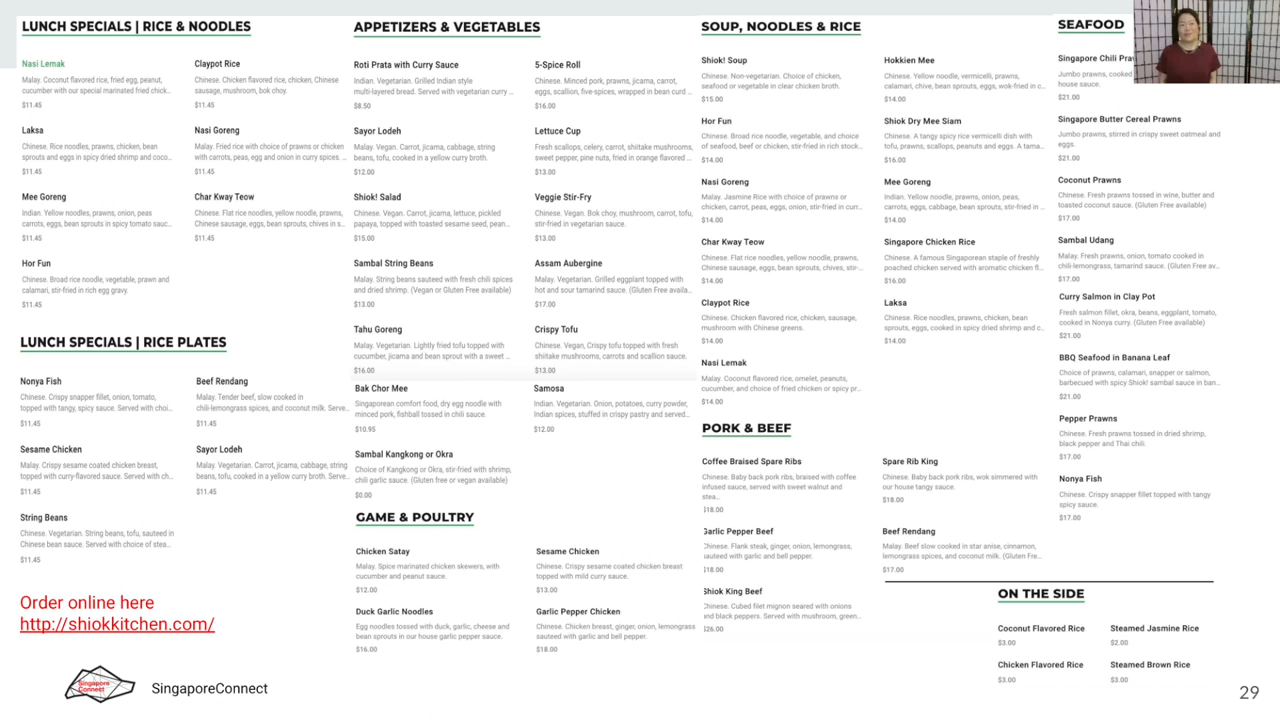 LUNCH SPECIALS | RICE & NOODLES
Nasi Lemak
Malay. Coconut flavored rice, fried egg, peanut,
cucumber with our special marinated fried chick...
$11.45
Laksa
Chinese. Rice noodles, prawns, chicken, bean
sprouts and eggs in spicy dried shrimp and coco...
$11.45
Mee Goreng
Indian. Yellow noodles, prawns, onion, peas
carrots, eggs, bean sprouts in spicy tomato sauc...
$11.45
Hor Fun
Chinese. Broad rice noodle, vegetable, prawn and
calamari, stir-fried in rich egg gravy.
$11.45
Claypot Rice
Chinese. Chicken flavored rice, chicken, Chinese
sausage, mushroom, bok choy.
$11.45
Nasi Goreng
Malay. Fried rice with choice of prawns or chicken
with carrots, peas, egg and onion in curry spices. ...
$11.45
Char Kway Teow
Chinese. Flat rice noodles, yellow noodle, prawns,
Chinese sausage, eggs, bean sprouts, chives in s...
$11.45
LUNCH SPECIALS | RICE PLATES
Nonya Fish
Chinese. Crispy snapper fillet, onion, tomato,
topped with tangy, spicy sauce. Served with choi...
$11.45
Sesame Chicken
Malay. Crispy sesame coated chicken breast,
topped with curry-flavored sauce. Served with ch...
$11.45
String Beans
Chinese. Vegetarian. String beans, tofu, sauteed in
Chinese bean sauce. Served with choice of stea...
$11.45
Beef Rendang
Malay. Tender beef, slow cooked in
chili-lemongrass spices, and coconut milk. Serve...
$11.45
Sayor Lodeh
Malay. Vegetarian. Carrot, jicama, cabbage, string
beans, tofu, cooked in a yellow curry broth. Serve...
$11.45
Order online here
http://shiokkitchen.com/
Singapore
Connect
SingaporeConnect
APPETIZERS & VEGETABLES
Roti Prata with Curry Sauce
Indian. Vegetarian. Grilled Indian style
multi-layered bread. Served with vegetarian curry ...
$8.50
Sayor Lodeh
Malay. Vegan. Carrot, jicama, cabbage, string
beans, tofu, cooked in a yellow curry broth.
$12.00
Shiok! Salad
Chinese. Vegan. Carrot, jicama, lettuce, pickled
papaya, topped with toasted sesame seed, pean...
$15.00
Sambal String Beans
Malay. String beans sauteed with fresh chili spices
and dried shrimp. (Vegan or Gluten Free available)
$13.00
Tahu Goreng
Malay. Vegetarian. Lightly fried tofu topped with
cucumber, jicama and bean sprout with a sweet ...
$16.00
Bak Chor Mee
Singaporean comfort food, dry egg noodle with
minced pork, fishball tossed in chili sauce.
$10.95
Sambal Kangkong or Okra
Choice of Kangkong or Okra, stir-fried with shrimp,
chili garlic sauce. (Gluten free or vegan available)
$0.00
5-Spice Roll
Chinese. Minced pork, prawns, jicama, carrot,
eggs, scallion, five-spices, wrapped in bean curd ...
$16.00
Lettuce Cup
Fresh scallops, celery, carrot, shitake mushrooms,
sweet pepper, pine nuts, fried in orange flavored ...
$13.00
Veggie Stir-Fry
Chinese. Vegan. Bok choy, mushroom, carrot, tofu,
stir-fried in vegetarian sauce.
$13.00
Assam Aubergine
Malay. Vegetarian. Grilled eggplant topped with
hot and sour tamarind sauce. (Gluten Free availa...
$17.00
Crispy Tofu
Chinese. Vegan, Crispy tofu topped with fresh
shiitake mushrooms, carrots and scallion sauce.
$13.00
Samosa
Indian. Vegetarian. Onion, potatoes, curry powder,
Indian spices, stuffed in crispy pastry and served...
$12.00
GAME & POULTRY
Chicken Satay
Malay. Spice marinated chicken skewers, with
cucumber and peanut sauce.
$12.00
Duck Garlic Noodles
Egg noodles tossed with duck, garlic, cheese and
bean sprouts in our house garlic pepper sauce.
$16.00
Sesame Chicken
Chinese. Crispy sesame coated chicken breast
topped with mild curry sauce.
$13.00
Garlic Pepper Chicken
Chinese. Chicken breast, ginger, onion, lemongrass
sauteed with garlic and bell pepper.
$18.00
SOUP, NOODLES & RICE
Shiok! Soup
Chinese. Non-vegetarian. Choice of chicken,
seafood or vegetable in clear chicken broth.
$15.00
Hor Fun
Chinese. Broad rice noodle, vegetable, and choice
of seafood, beef or chicken, stir-fried in rich stock...
$14.00
Nasi Goreng
Malay. Jasmine Rice with choice of prawns or
chicken, carrot, peas, eggs, onion, stir-fried in curr...
$14.00
Char Kway Teow
Chinese. Flat rice noodles, yellow noodle, prawns,
Chinese sausage, eggs, bean sprouts, chives, stir-...
$14.00
Claypot Rice
Chinese. Chicken flavored rice, chicken, sausage,
mushroom with Chinese greens.
$14.00
Nasi Lemak
Malay. Coconut flavored rice, omelet, peanuts,
cucumber, and choice of fried chicken or spicy pr...
$14.00
Hokkien Mee
Chinese. Yellow noodle, vermicelli, prawns,
calamari, chive, bean sprouts, eggs, wok-fried in c...
$14.00
Shiok Dry Mee Siam
Chinese. A tangy spicy rice vermicelli dish with
tofu, prawns, scallops, peanuts and eggs. A tama...
$16.00
Mee Goreng
Indian. Yellow noodle, prawns, onion, peas,
carrots, eggs, cabbage, bean sprouts, stir-fried in ...
$14.00
Singapore Chicken Rice
Chinese. A famous Singaporean staple of freshly
poached chicken served with aromatic chicken fl...
$16.00
Laksa
Chinese. Rice noodles, prawns, chicken, bean
sprouts, eggs, cooked in spicy dried shrimp and c...
$14.00
PORK & BEEF
Coffee Braised Spare Ribs
Chinese. Baby back pork ribs, braised with coffee
infused sauce, served with sweet walnut and
stea...
$18.00
Garlic Pepper Beef
Chinese. Flank steak, ginger, onion, lemongrass,
sauteed with garlic and bell pepper.
$18.00
Shiok King Beef
Chinese. Cubed filet mignon seared with onions
and black peppers. Served with mushroom, green...
$26.00
Spare Rib King
Chinese. Baby back pork ribs, wok simmered with
our house tangy sauce.
$18.00
Beef Rendang
Malay. Beef slow cooked in star anise, cinnamon,
lemongrass spices, and coconut milk. (Gluten Fre...
$17.00
SEAFOOD
Singapore Chili Pra
Jumbo prawns, cooked
house sauce.
$21.00
Singapore Butter Cereal Prawns
Jumbo prawns, stirred in crispy sweet oatmeal and
eggs.
$21.00
Coconut Prawns
Chinese. Fresh prawns tossed in wine, butter and
toasted coconut sauce. (Gluten Free available)
$17.00
Sambal Udang
Malay. Fresh prawns, onion, tomato cooked in
chili-lemongrass, tamarind sauce. (Gluten Free av...
$17.00
Curry Salmon in Clay Pot
Fresh salmon fillet, okra, beans, eggplant, tomato,
cooked in Nonya curry. (Gluten Free available)
$21.00
BBQ Seafood in Banana Leaf
Choice of prawns, calamari, snapper or salmon,
barbecued with spicy Shiok! sambal sauce in ban...
$21.00
Pepper Prawns
Chinese. Fresh prawns tossed in dried shrimp,
black pepper and Thai chili.
$17.00
Nonya Fish
Chinese. Crispy snapper fillet topped with tangy
spicy sauce.
$17.00
ON THE SIDE
Coconut Flavored Rice
$3.00
Chicken Flavored Rice
$3.00
Steamed Jasmine Rice
$2.00
Steamed Brown Rice
$3.00
29